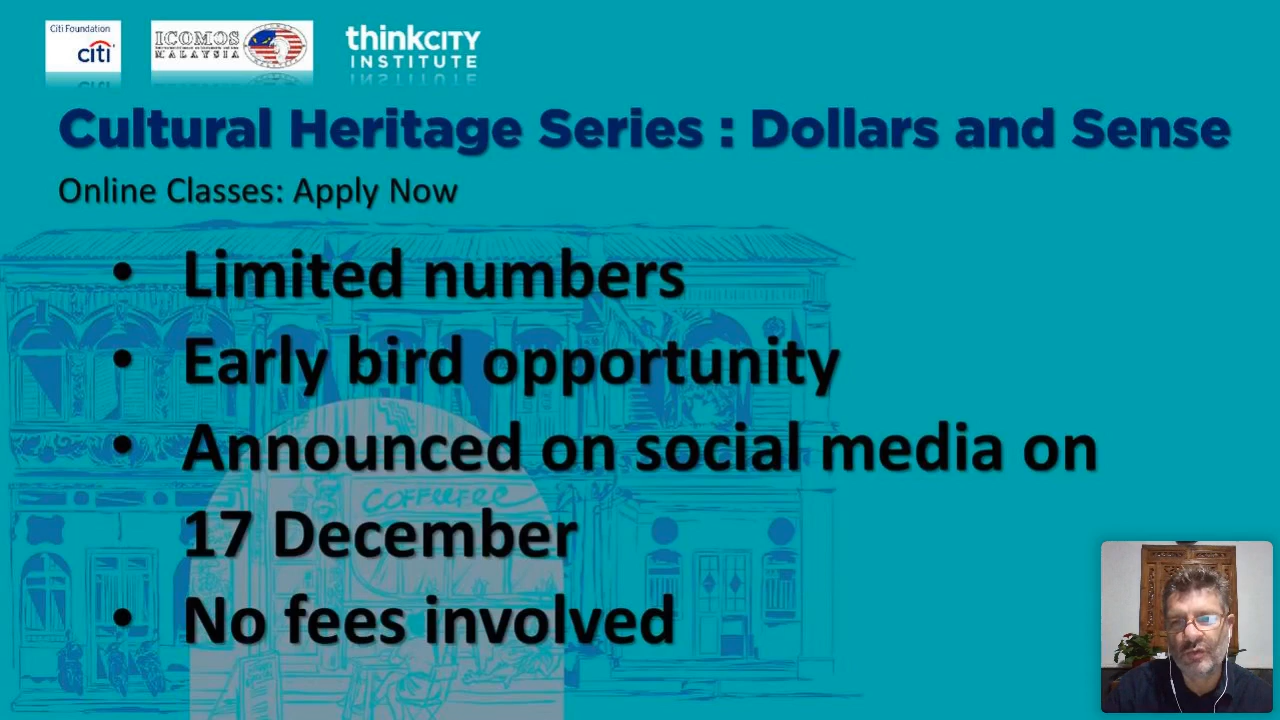 Citi Foundation
citi
ICOMOS
MALAYSIA
thinkCITY
INSTITUTE
Cultural Heritage Series : Dollars and Sense
Online Classes: Apply Now
• Limited numbers
• Early bird opportunity
• Announced on social media on
17 December
• No fees involved